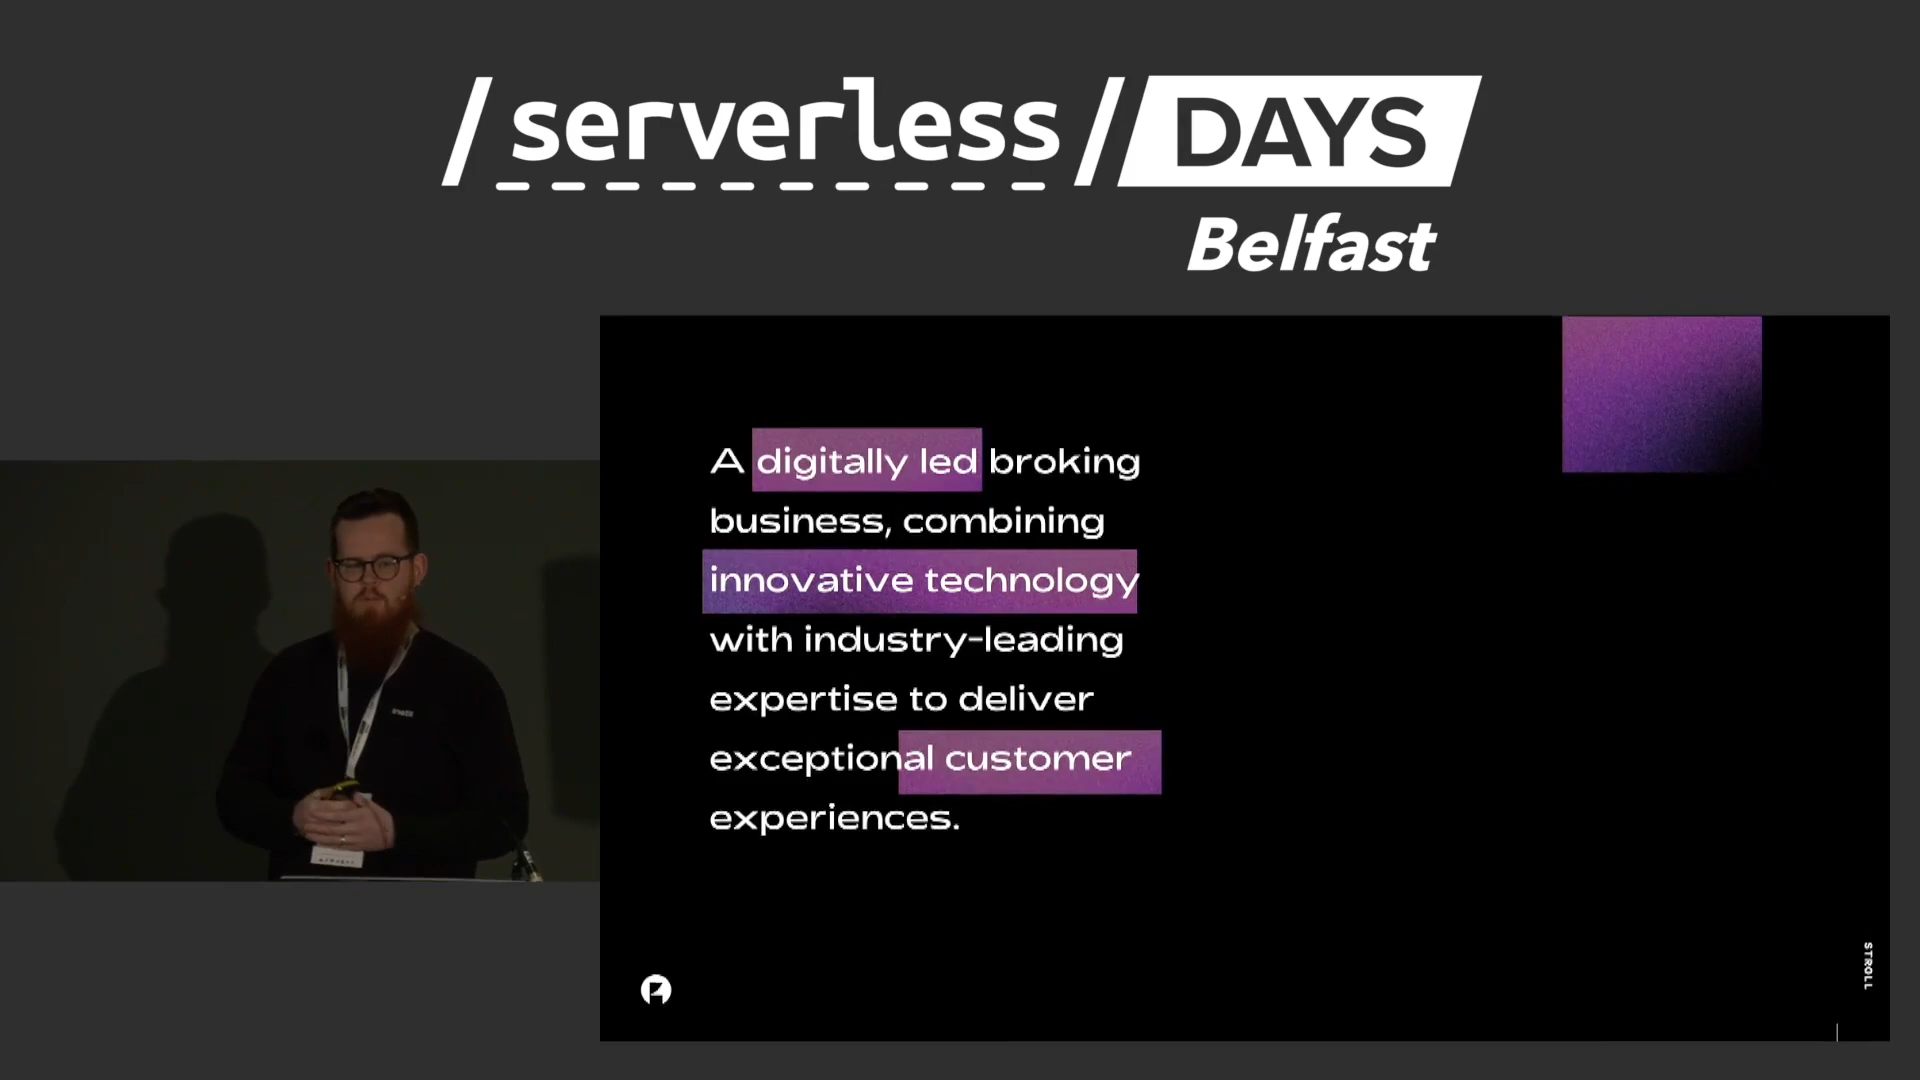 /serverless/DAYS
Belfast
A digitally led broking
business, combining
innovative technology
with industry-leading
expertise to deliver
exceptional customer
experiences.
STROLL